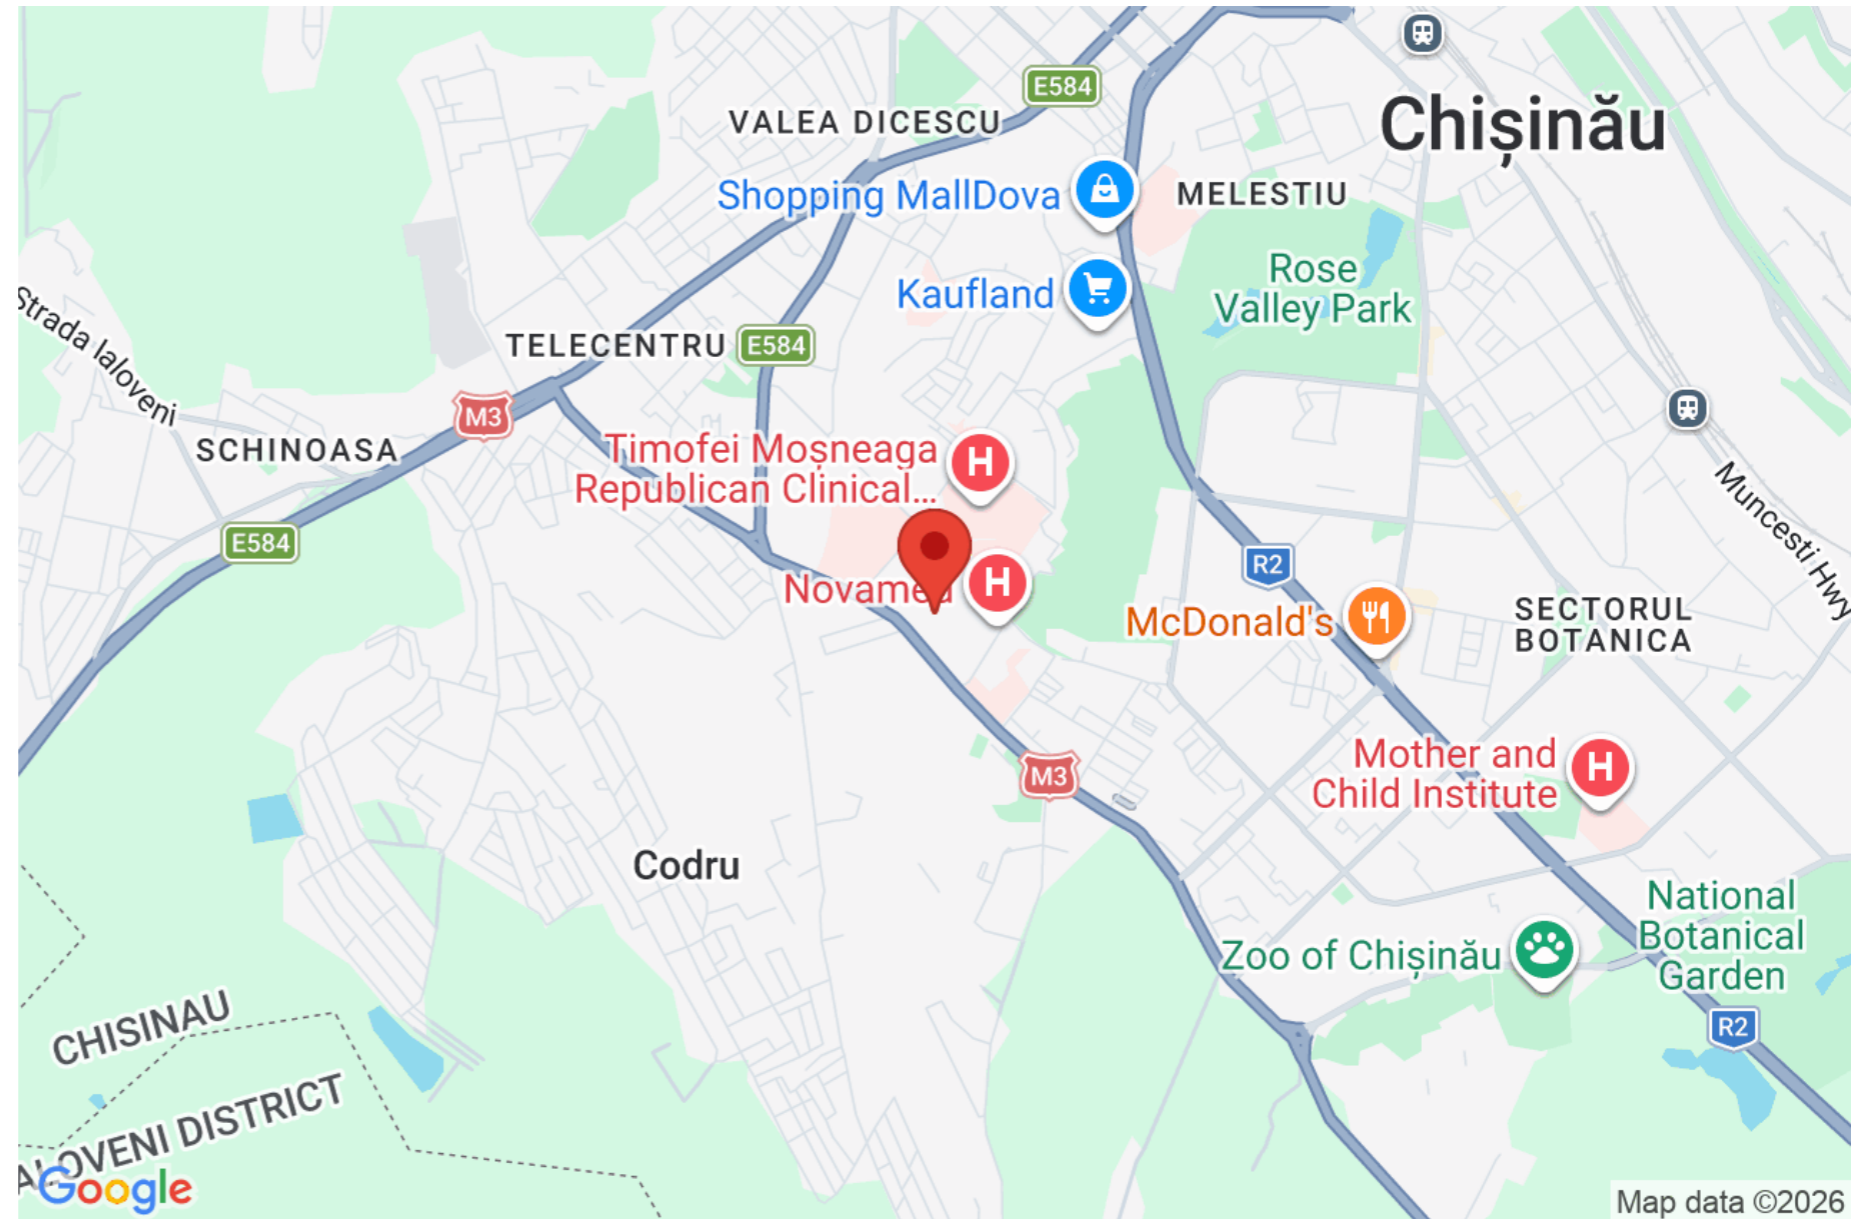 E584
Chișinău
VALEA DICESCU
Shopping MallDova
MELESTIU
Rose
Valley Park
Kaufland
Strada Ialoveni
TELECENTRU
E584
M3
SCHINOASA
Timofei Moșneaga
Republican Clinical...
E584
Novamed
R2
McDonald's
Muncesti Hwy
SECTORUL
BOTANICA
M3
Mother and
Child Institute
Codru
National
Botanical
Garden
Zoo of Chișinău
CHISINAU
R2
IALOVENI DISTRICT
Google
Map data ©2026